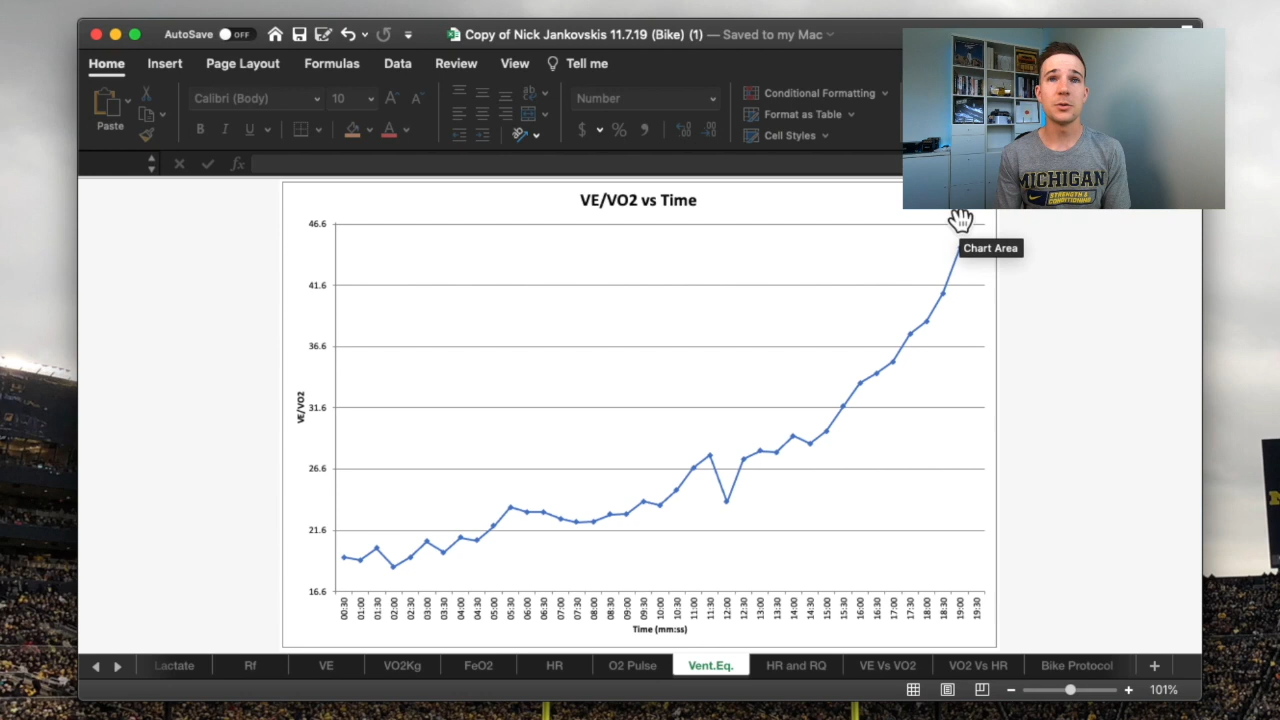 AutoSave OFF Copy of Nick Jankovskis 11.7.19 (Bike) (1) — Saved to my Mac
Home Insert Page Layout Formulas Data Review View Tell me
Paste Calibri (Body) 10 A A ab Number Conditional Formatting
Format as Table
B I U A $ % Cell Styles
fx
MICHIGAN
STRENGTH &
CONDITIONING
VE/VO2 vs Time
Chart Area
46.6
41.6
36.6
31.6
26.6
21.6
16.6
VE/VO2
00:30 01:00 01:30 02:00 02:30 03:00 03:30 04:00 04:30 05:00 05:30 06:00 06:30 07:00 07:30 08:00 08:30 09:00 09:30 10:00 10:30 11:00 11:30 12:00 12:30 13:00 13:30 14:00 14:30 15:00 15:30 16:00 16:30 17:00 17:30 18:00 18:30 19:00 19:30
Time (mm:ss)
Lactate Rf VE VO2Kg FeO2 HR O2 Pulse Vent.Eq. HR and RQ VE Vs VO2 VO2 Vs HR Bike Protocol +
101%